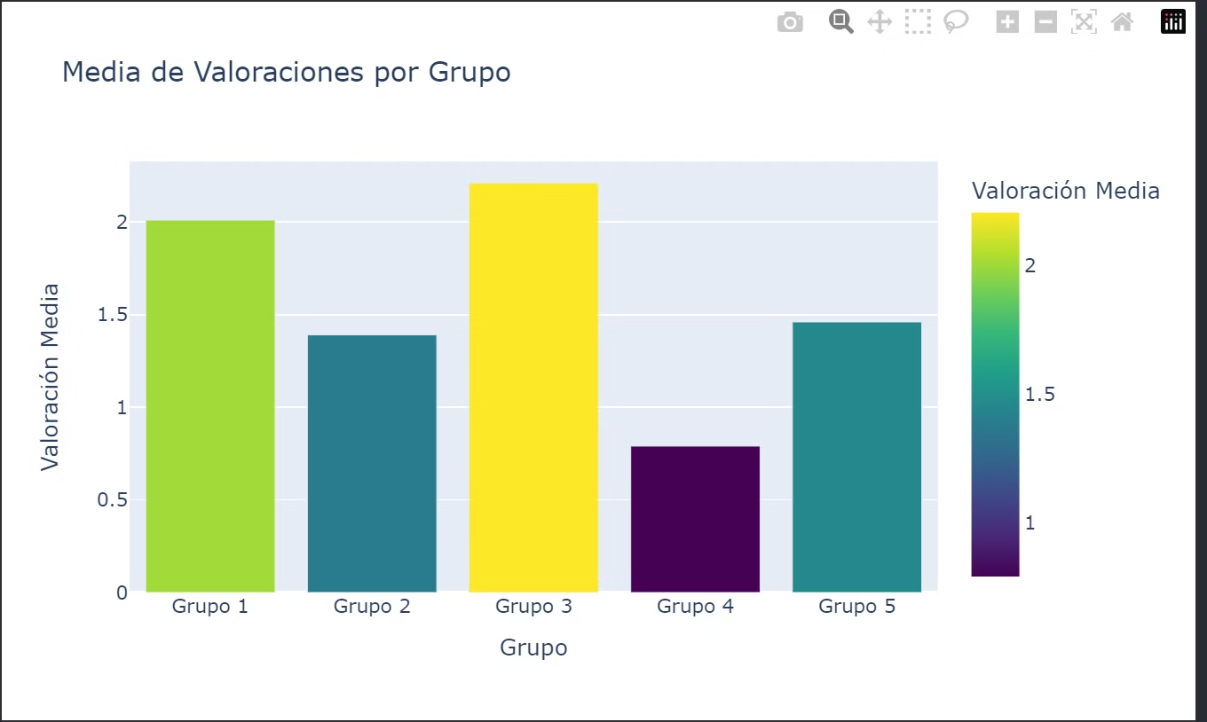 Media de Valoraciones por Grupo
Valoración Media
2
1.5
1
0.5
0
Grupo 1 Grupo 2 Grupo 3 Grupo 4 Grupo 5
Grupo
Valoración Media
2
1.5
1